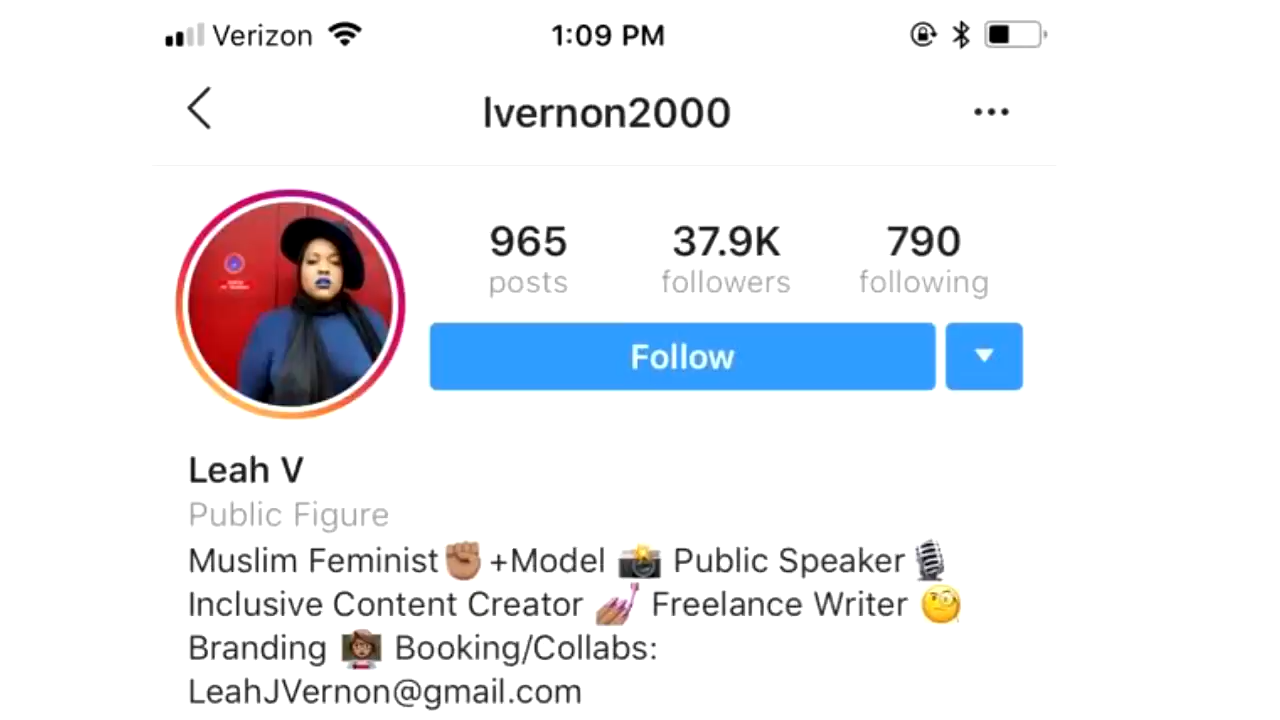 Verizon 1:09 PM
lvernon2000
965 37.9K 790
posts followers following
Follow
Leah V
Public Figure
Muslim Feminist✊🏽 +Model 📸 Public Speaker🎙
Inclusive Content Creator 💅🏽 Freelance Writer 🧐
Branding 👩🏽‍🏫 Booking/Collabs:
LeahJVernon@gmail.com